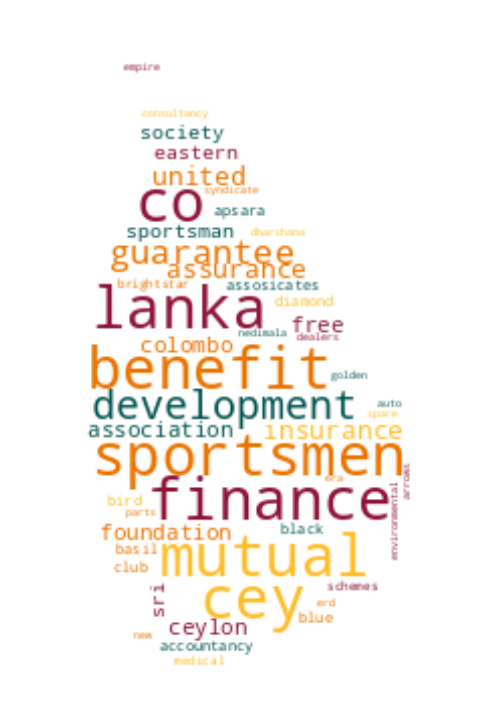 empire
consultancy
society
eastern
united
syndicate
co
apsara
sportsman
dharshana
guarantee
assurance
brightstar
assosicates
lanka
diamond
free
nedimala
dealers
colombo
benefit
golden
development
auto
spare
association
insurance
sportsmen
era
arrows
environmental
finance
bird
parts
black
foundation
basil
mutual
club
schemes
sri
cey
erd
blue
ceylon
new
accountancy
medical